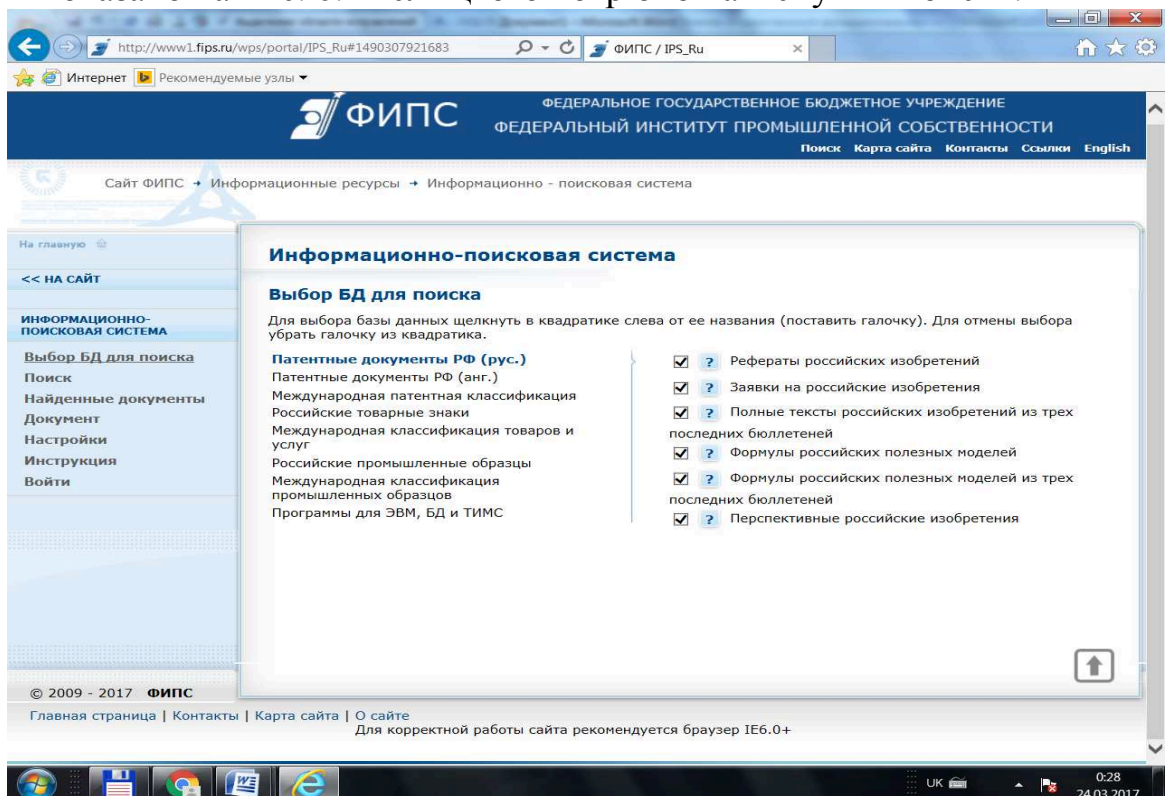 http://www1.fips.ru/wps/portal/IPS_Ru#1490307921683
ФИПС / IPS_Ru
Интернет
Рекомендуемые узлы
ФИПС
ФЕДЕРАЛЬНОЕ ГОСУДАРСТВЕННОЕ БЮДЖЕТНОЕ УЧРЕЖДЕНИЕ
ФЕДЕРАЛЬНЫЙ ИНСТИТУТ ПРОМЫШЛЕННОЙ СОБСТВЕННОСТИ
Поиск Карта сайта Контакты Ссылки English
Сайт ФИПС → Информационные ресурсы → Информационно - поисковая система
На главную
<< НА САЙТ
ИНФОРМАЦИОННО-
ПОИСКОВАЯ СИСТЕМА
Выбор БД для поиска
Поиск
Найденные документы
Документ
Настройки
Инструкция
Войти
Информационно-поисковая система
Выбор БД для поиска
Для выбора базы данных щелкнуть в квадратике слева от ее названия (поставить галочку). Для отмены выбора
убрать галочку из квадратика.
Патентные документы РФ (рус.)
Патентные документы РФ (анг.)
Международная патентная классификация
Российские товарные знаки
Международная классификация товаров и
услуг
Российские промышленные образцы
Международная классификация
промышленных образцов
Программы для ЭВМ, БД и ТИМС
? Рефераты российских изобретений
? Заявки на российские изобретения
? Полные тексты российских изобретений из трех
последних бюллетеней
? Формулы российских полезных моделей
? Формулы российских полезных моделей из трех
последних бюллетеней
? Перспективные российские изобретения
© 2009 - 2017 ФИПС
Главная страница | Контакты | Карта сайта | О сайте
Для корректной работы сайта рекомендуется браузер IE6.0+
UK
0:28
24.03.2017